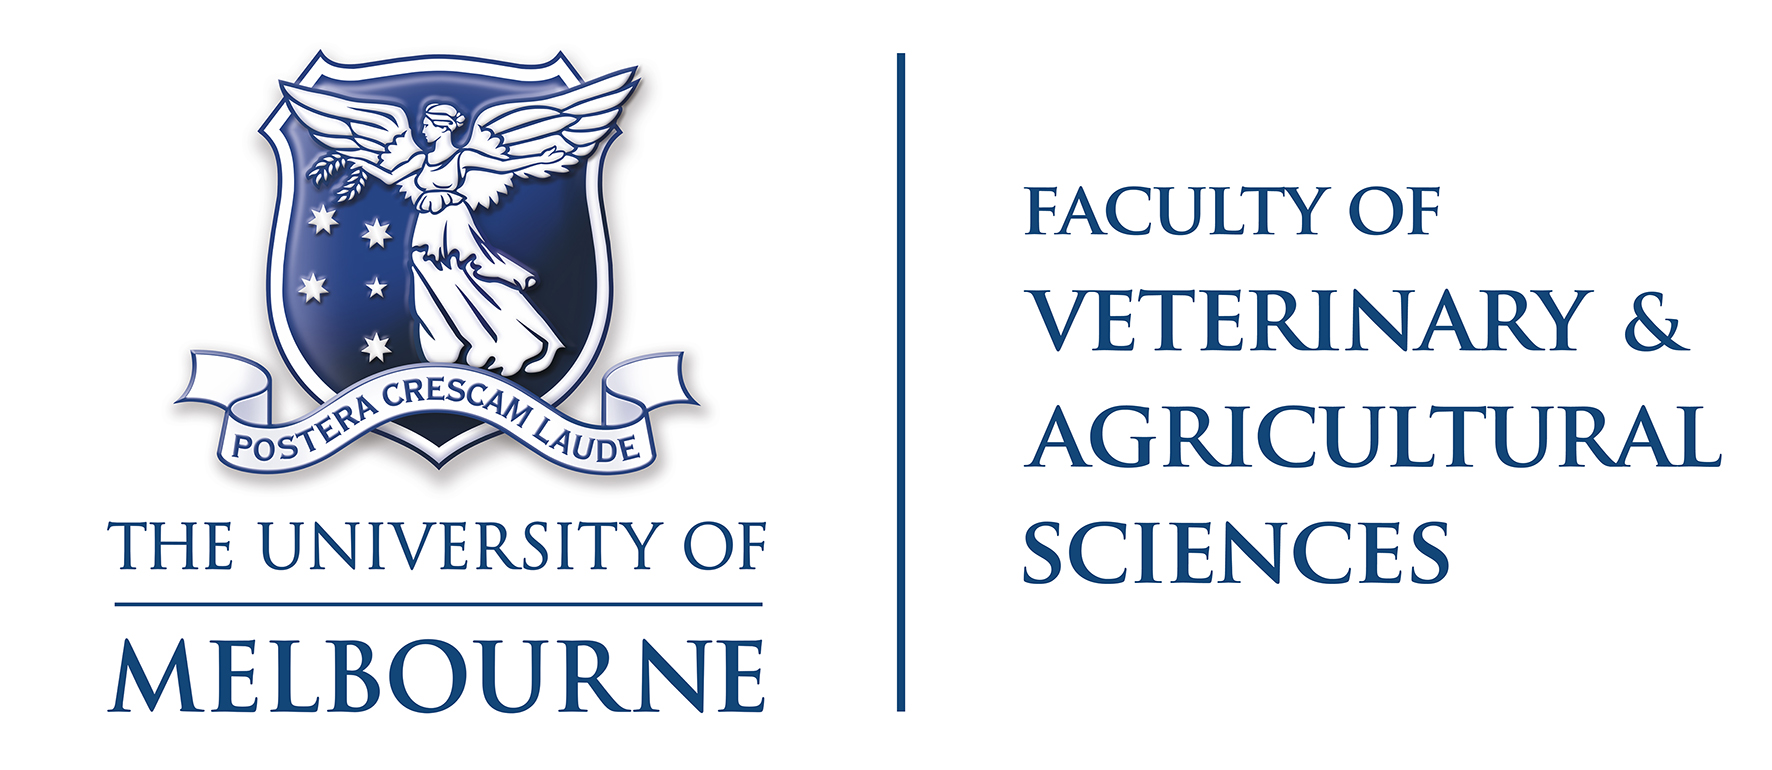 POSTERA CRESCAM LAUDE
THE UNIVERSITY OF
MELBOURNE
FACULTY OF
VETERINARY &
AGRICULTURAL
SCIENCES